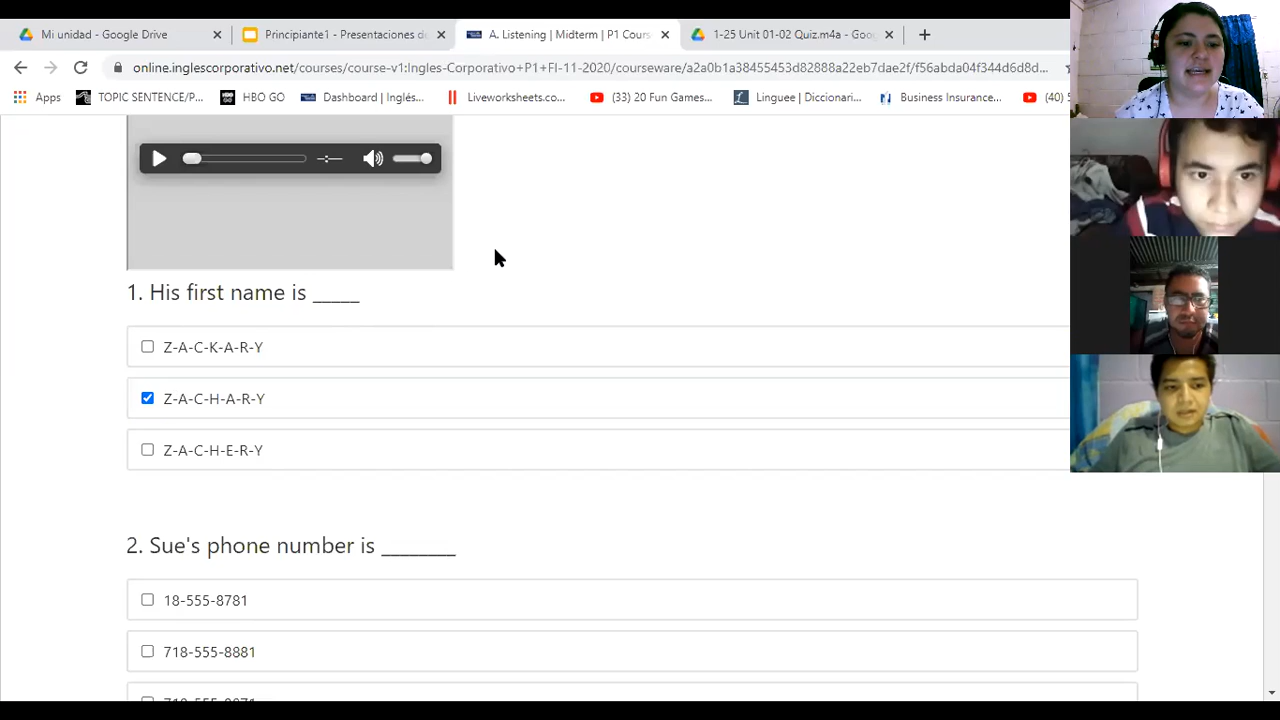 Mi unidad - Google Drive
Principiante1 - Presentaciones d
A. Listening | Midterm | P1 Cours
1-25 Unit 01-02 Quiz.m4a - Goo
online.inglescorporativo.net/courses/course-v1:Ingles-Corporativo+P1+FI-11-2020/courseware/a2a0b1a38455453d82888a22eb7dae2f/f56abda04f344d6d8d...
Apps
TOPIC SENTENCE/P...
HBO GO
Dashboard | Inglés...
Liveworksheets.co...
(33) 20 Fun Games...
Linguee | Diccionari...
Business Insurance...
(40)
1. His first name is _____
Z-A-C-K-A-R-Y
Z-A-C-H-A-R-Y
Z-A-C-H-E-R-Y
2. Sue's phone number is ________
18-555-8781
718-555-8881